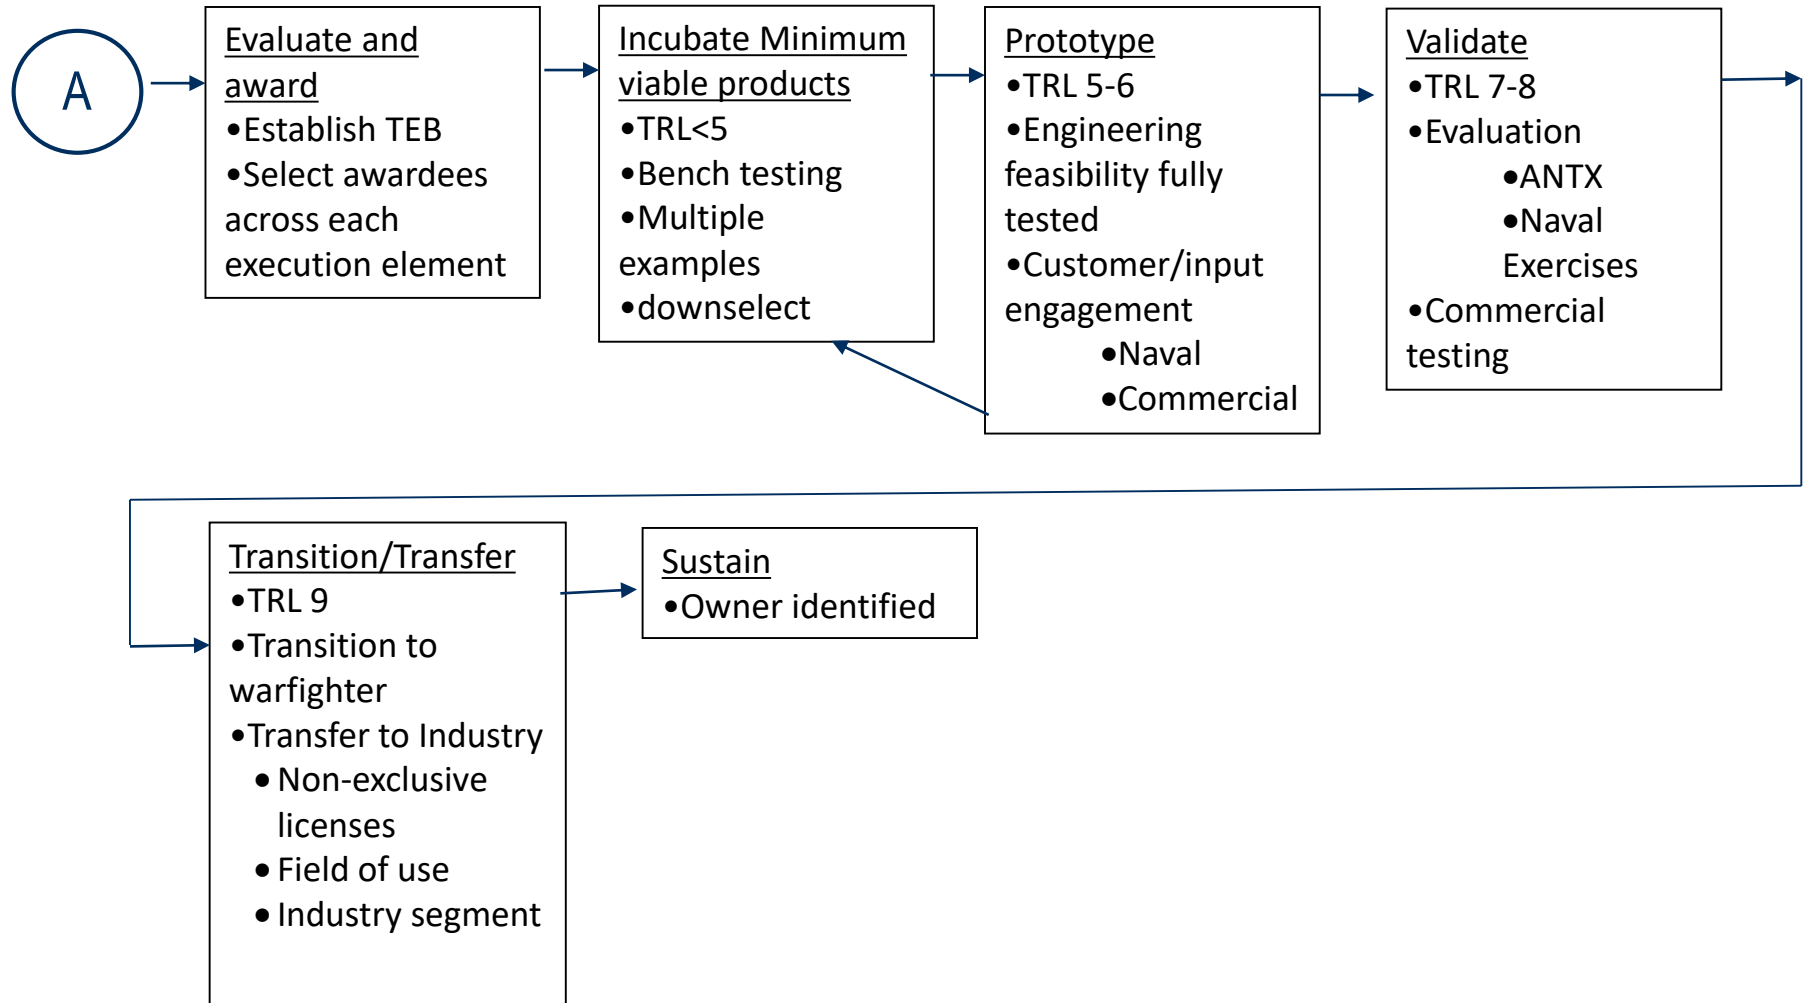 A
Evaluate and
award
•Establish TEB
•Select awardees
across each
execution element
Incubate Minimum
viable products
•TRL<5
•Bench testing
•Multiple
examples
•downselect
Prototype
•TRL 5-6
•Engineering
feasibility fully
tested
•Customer/input
engagement
•Naval
•Commercial
Validate
•TRL 7-8
•Evaluation
•ANTX
•Naval
Exercises
•Commercial
testing
Transition/Transfer
•TRL 9
•Transition to
warfighter
•Transfer to Industry
• Non-exclusive
licenses
• Field of use
• Industry segment
Sustain
•Owner identified